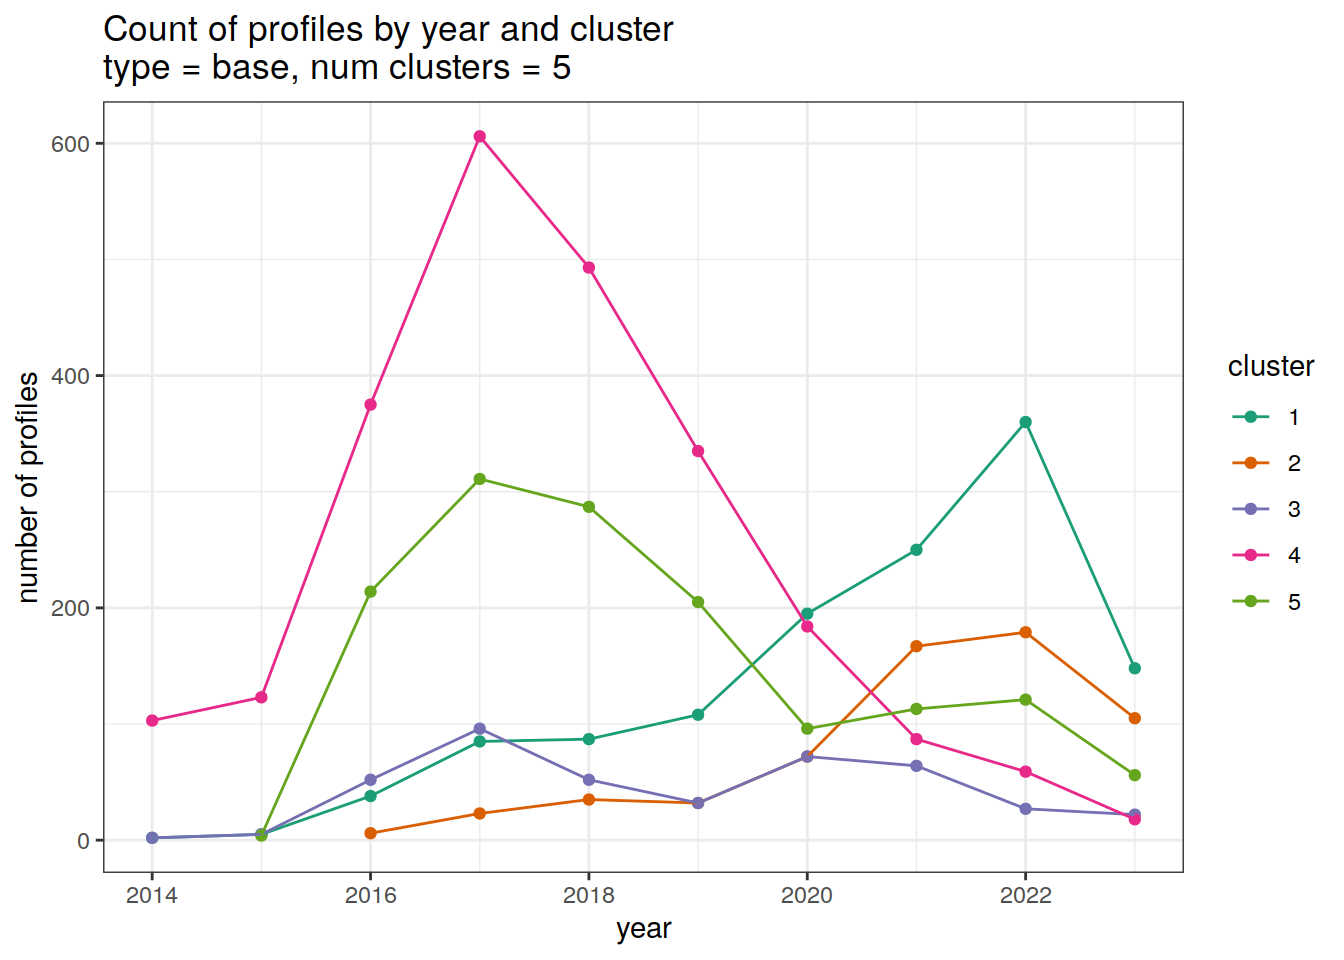 Count of profiles by year and cluster
type = base, num clusters = 5
600
400
200
0
number of profiles
2014
2016
2018
2020
2022
year
cluster
1
2
3
4
5